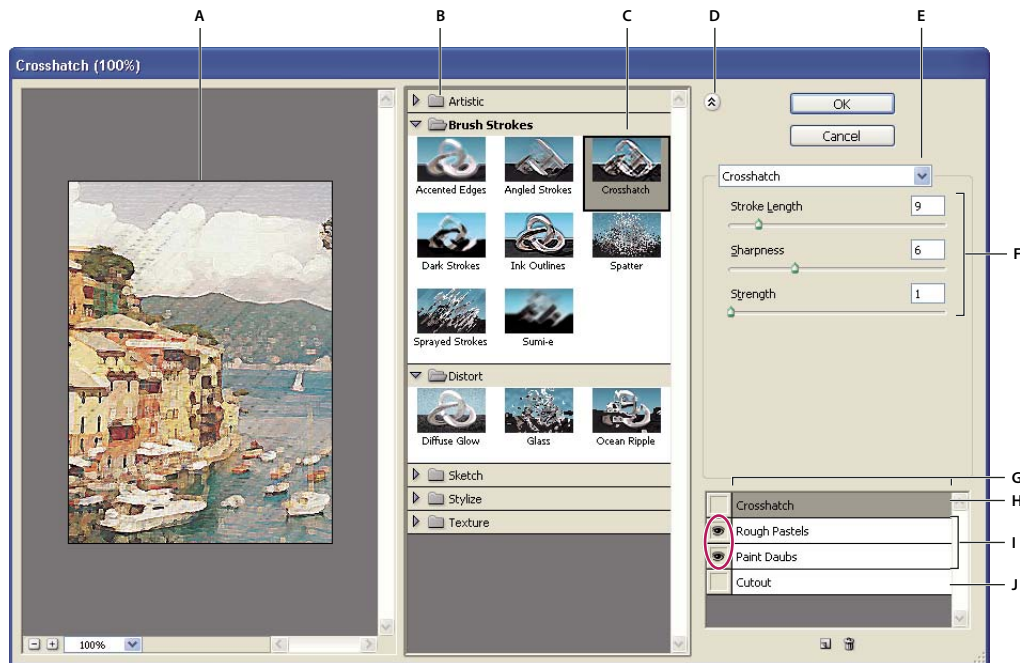 A
B
C
D
E
Crosshatch (100%)
Artistic
Brush Strokes
Accented Edges
Angled Strokes
Crosshatch
Dark Strokes
Ink Outlines
Spatter
Sprayed Strokes
Sumi-e
Distort
Diffuse Glow
Glass
Ocean Ripple
Sketch
Stylize
Texture
100%
OK
Cancel
Crosshatch
Stroke Length 9
Sharpness 6
Strength 1
F
G
Crosshatch
H
Rough Pastels
I
Paint Daubs
Cutout
J